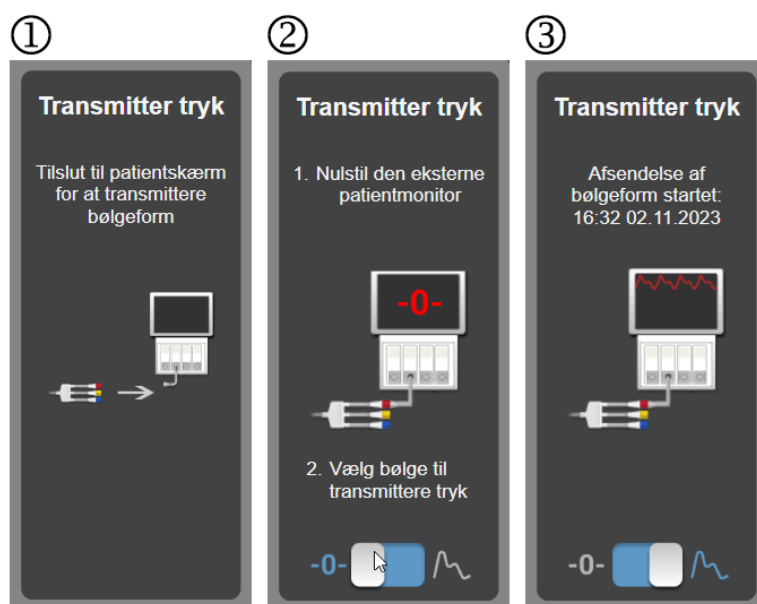 ①
Transmitter tryk
Tilslut til patientskærm
for at transmittere
bølgeform
②
Transmitter tryk
1. Nulstil den eksterne
patientmonitor
-0-
2. Vælg bølge til
transmittere tryk
-0-
③
Transmitter tryk
Afsendelse af
bølgeform startet:
16:32 02.11.2023
-0-